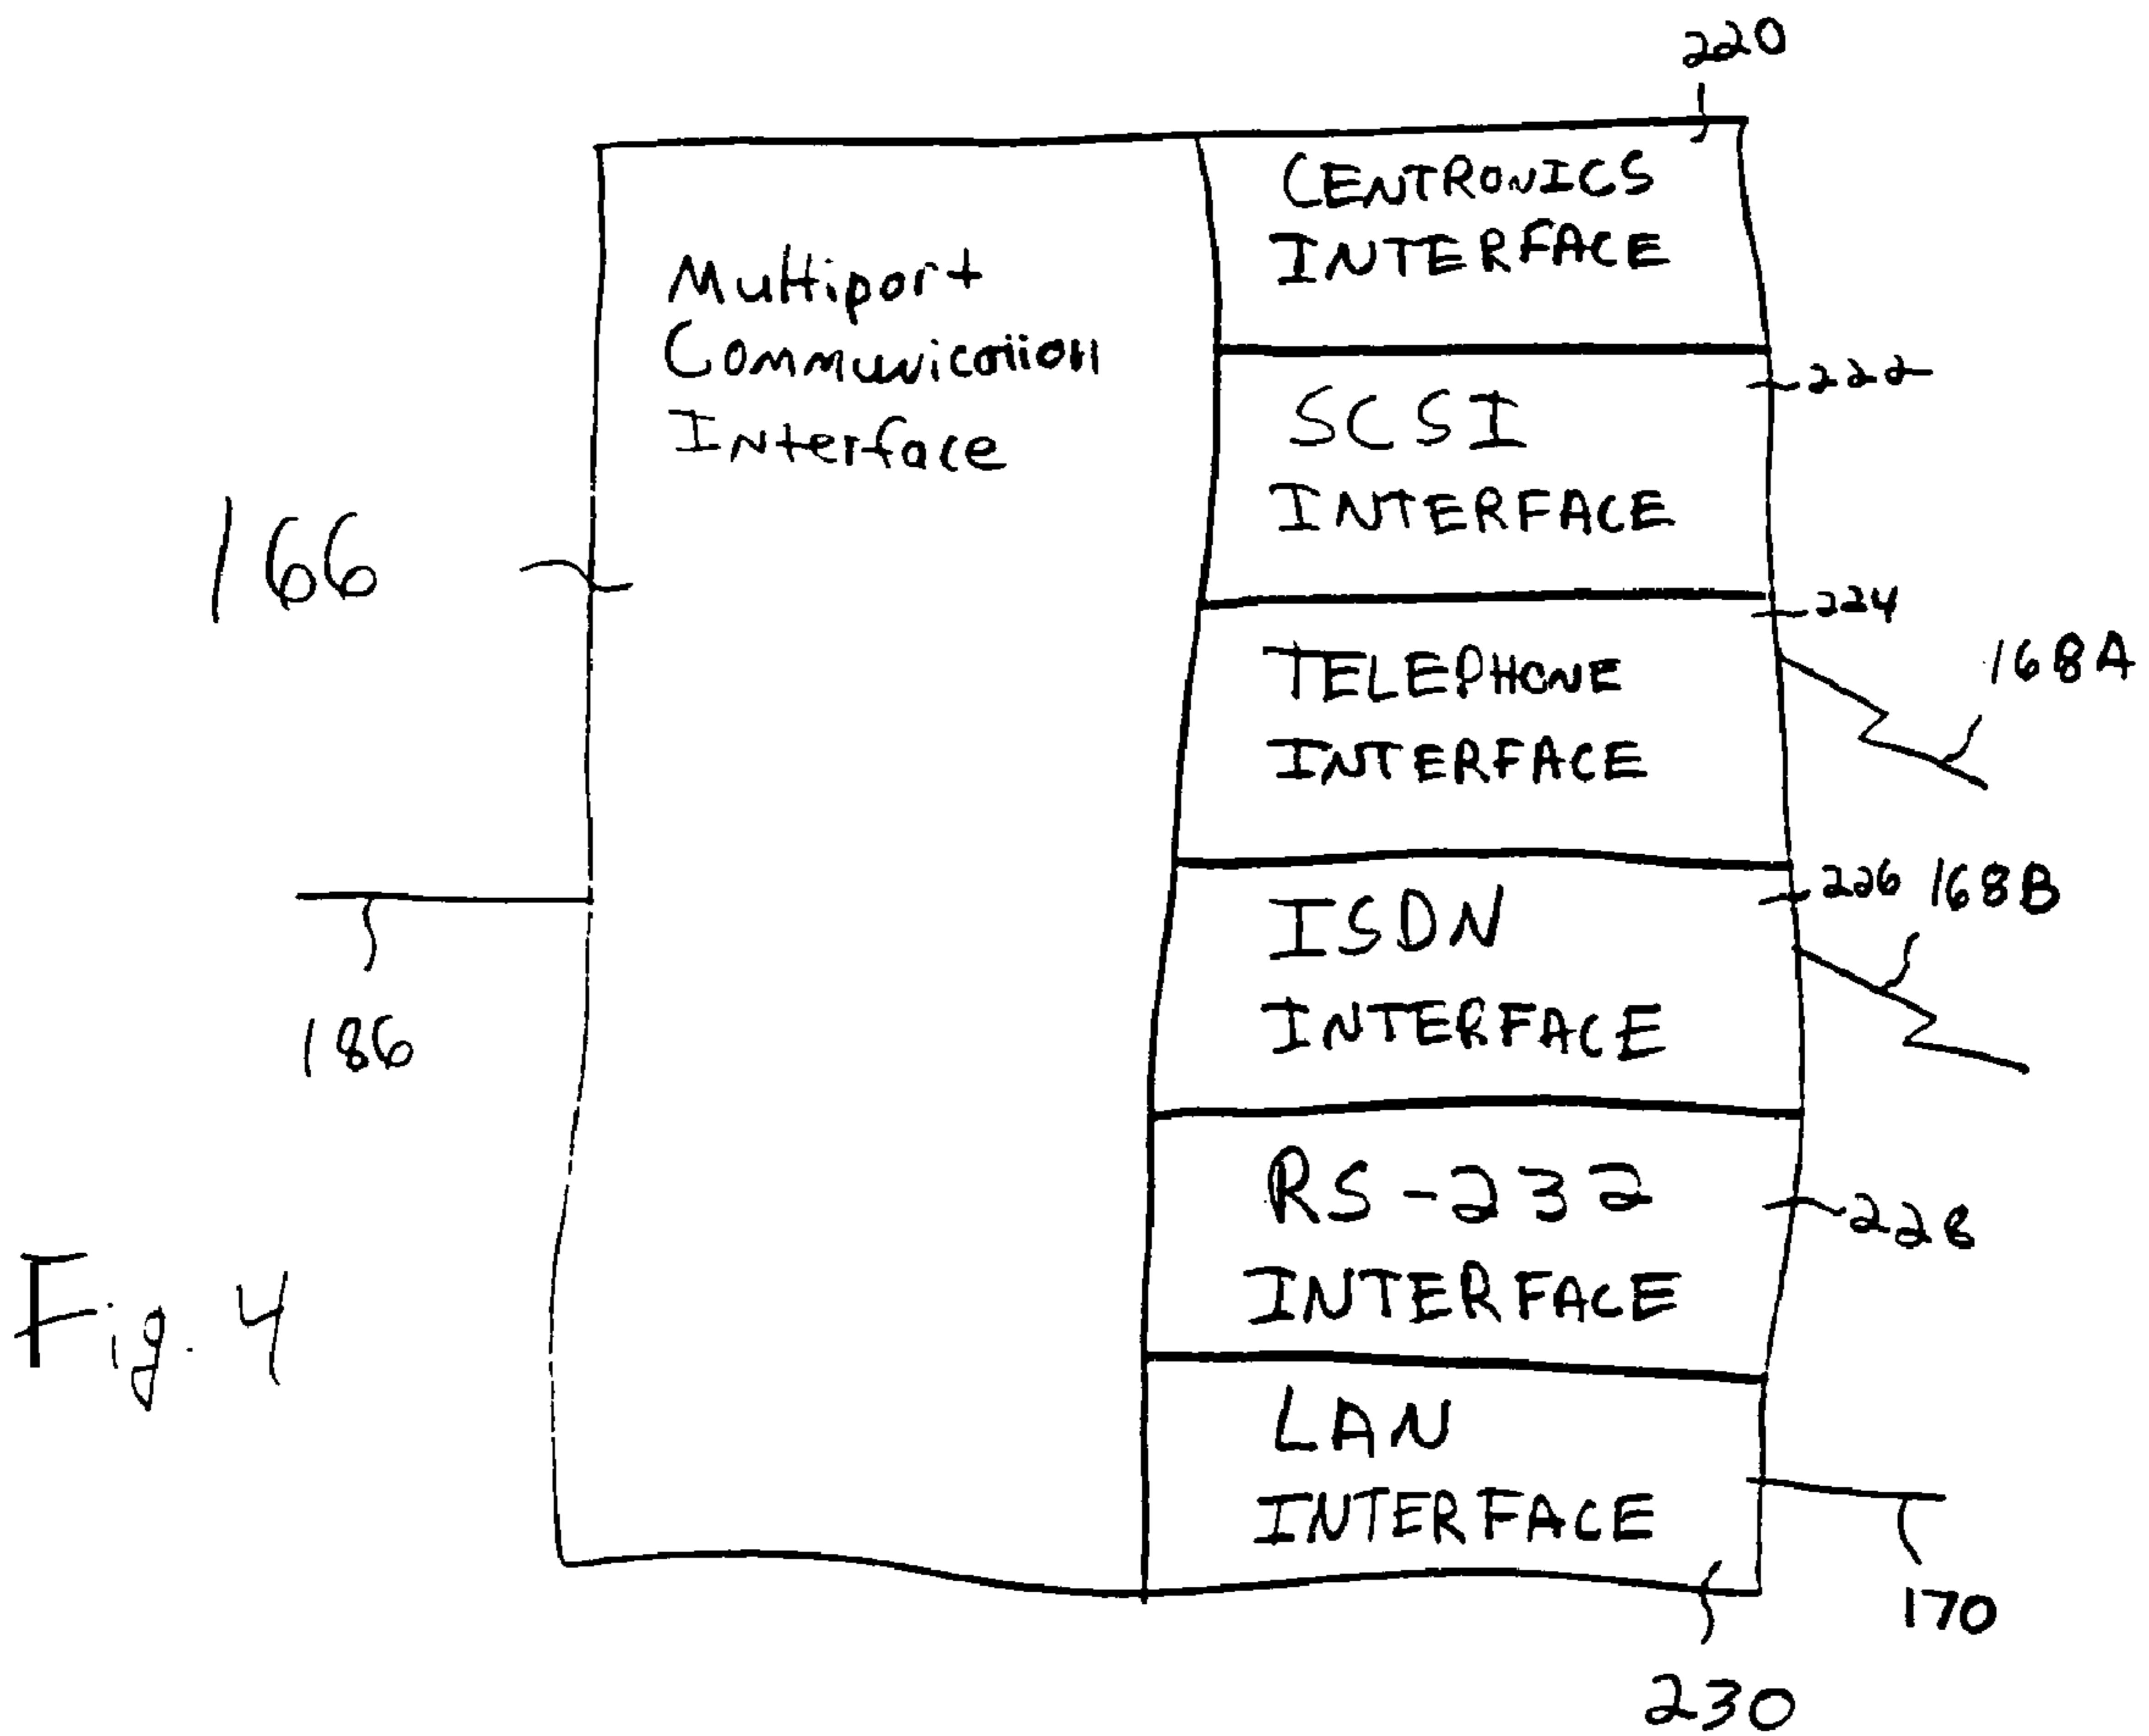 220
CENTRONICS
INTERFACE
Multiport
Communication
Interface
222
SCSI
INTERFACE
166
224
TELEPHONE
INTERFACE
168A
226 168B
ISDN
INTERFACE
186
RS-232
INTERFACE
228
Fig. 4
LAN
INTERFACE
170
230